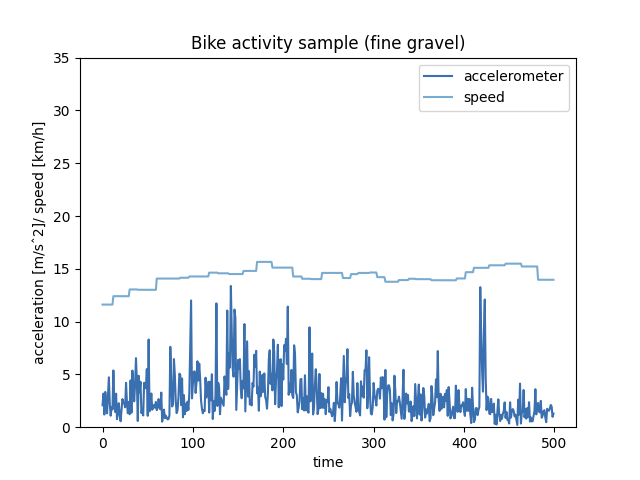 Bike activity sample (fine gravel)
accelerometer
speed
acceleration [m/s^2]/ speed [km/h]
35
30
25
20
15
10
5
0
0
100
200
300
400
500
time